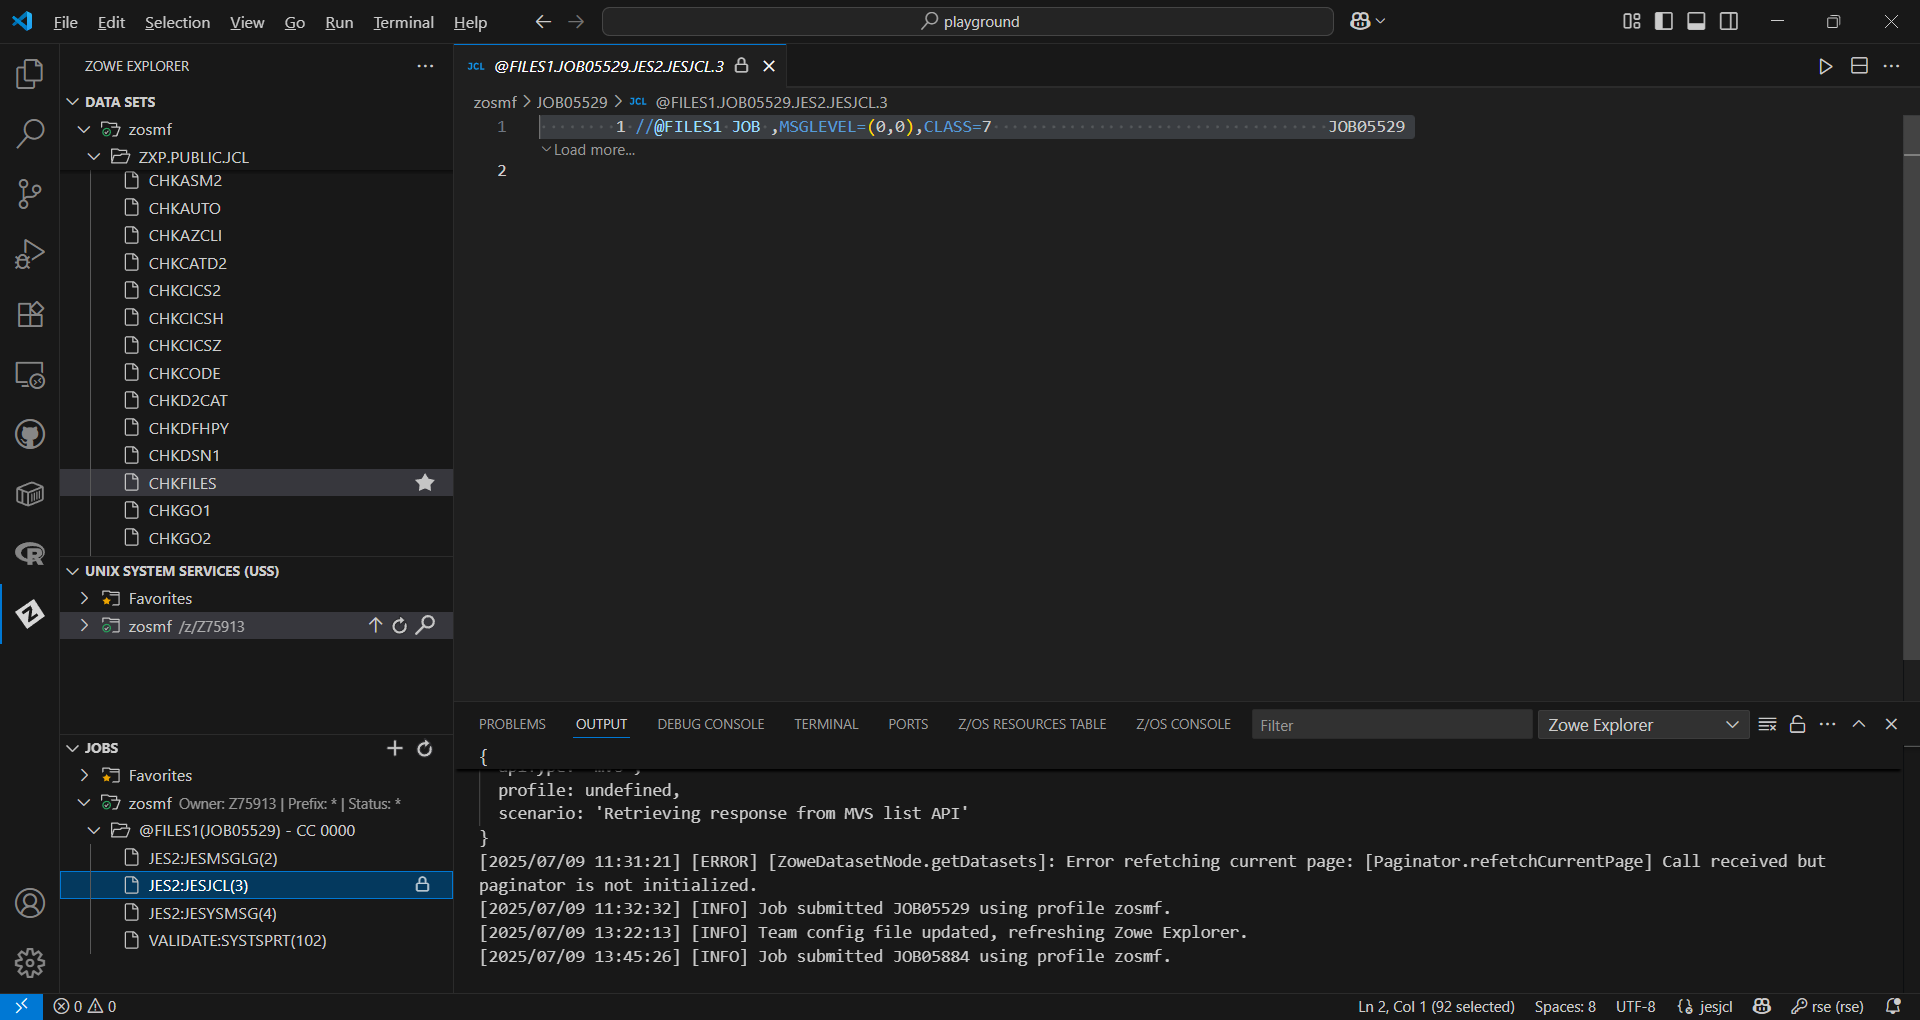 File Edit Selection View Go Run Terminal Help playground
ZOWE EXPLORER
DATA SETS
zosmf
ZXP.PUBLIC.JCL
CHKASM2
CHKAUTO
CHKAZCLI
CHKCATD2
CHKCICS2
CHKCICSH
CHKCICSZ
CHKCODE
CHKD2CAT
CHKDFHPY
CHKDSN1
CHKFILES
CHKGO1
CHKGO2
UNIX SYSTEM SERVICES (USS)
Favorites
zosmf /z/Z75913
JOBS
Favorites
zosmf Owner: Z75913 | Prefix: * | Status: *
@FILES1(JOB05529) - CC 0000
JES2:JESMSGLG(2)
JES2:JESJCL(3)
JES2:JESYSMSG(4)
VALIDATE:SYSTSPRT(102)
JCL @FILES1.JOB05529.JES2.JESJCL.3
zosmf > JOB05529 > JCL @FILES1.JOB05529.JES2.JESJCL.3
1 1 //@FILES1 JOB ,MSGLEVEL=(0,0),CLASS=7 JOB05529
Load more...
2
PROBLEMS OUTPUT DEBUG CONSOLE TERMINAL PORTS Z/OS RESOURCES TABLE Z/OS CONSOLE Filter Zowe Explorer
{
profile: undefined,
scenario: 'Retrieving response from MVS list API'
}
[2025/07/09 11:31:21] [ERROR] [ZoweDatasetNode.getDatasets]: Error refetching current page: [Paginator.refetchCurrentPage] Call received but
paginator is not initialized.
[2025/07/09 11:32:32] [INFO] Job submitted JOB05529 using profile zosmf.
[2025/07/09 13:22:13] [INFO] Team config file updated, refreshing Zowe Explorer.
[2025/07/09 13:45:26] [INFO] Job submitted JOB05884 using profile zosmf.
0 0 Ln 2, Col 1 (92 selected) Spaces: 8 UTF-8 jesjcl rse (rse)